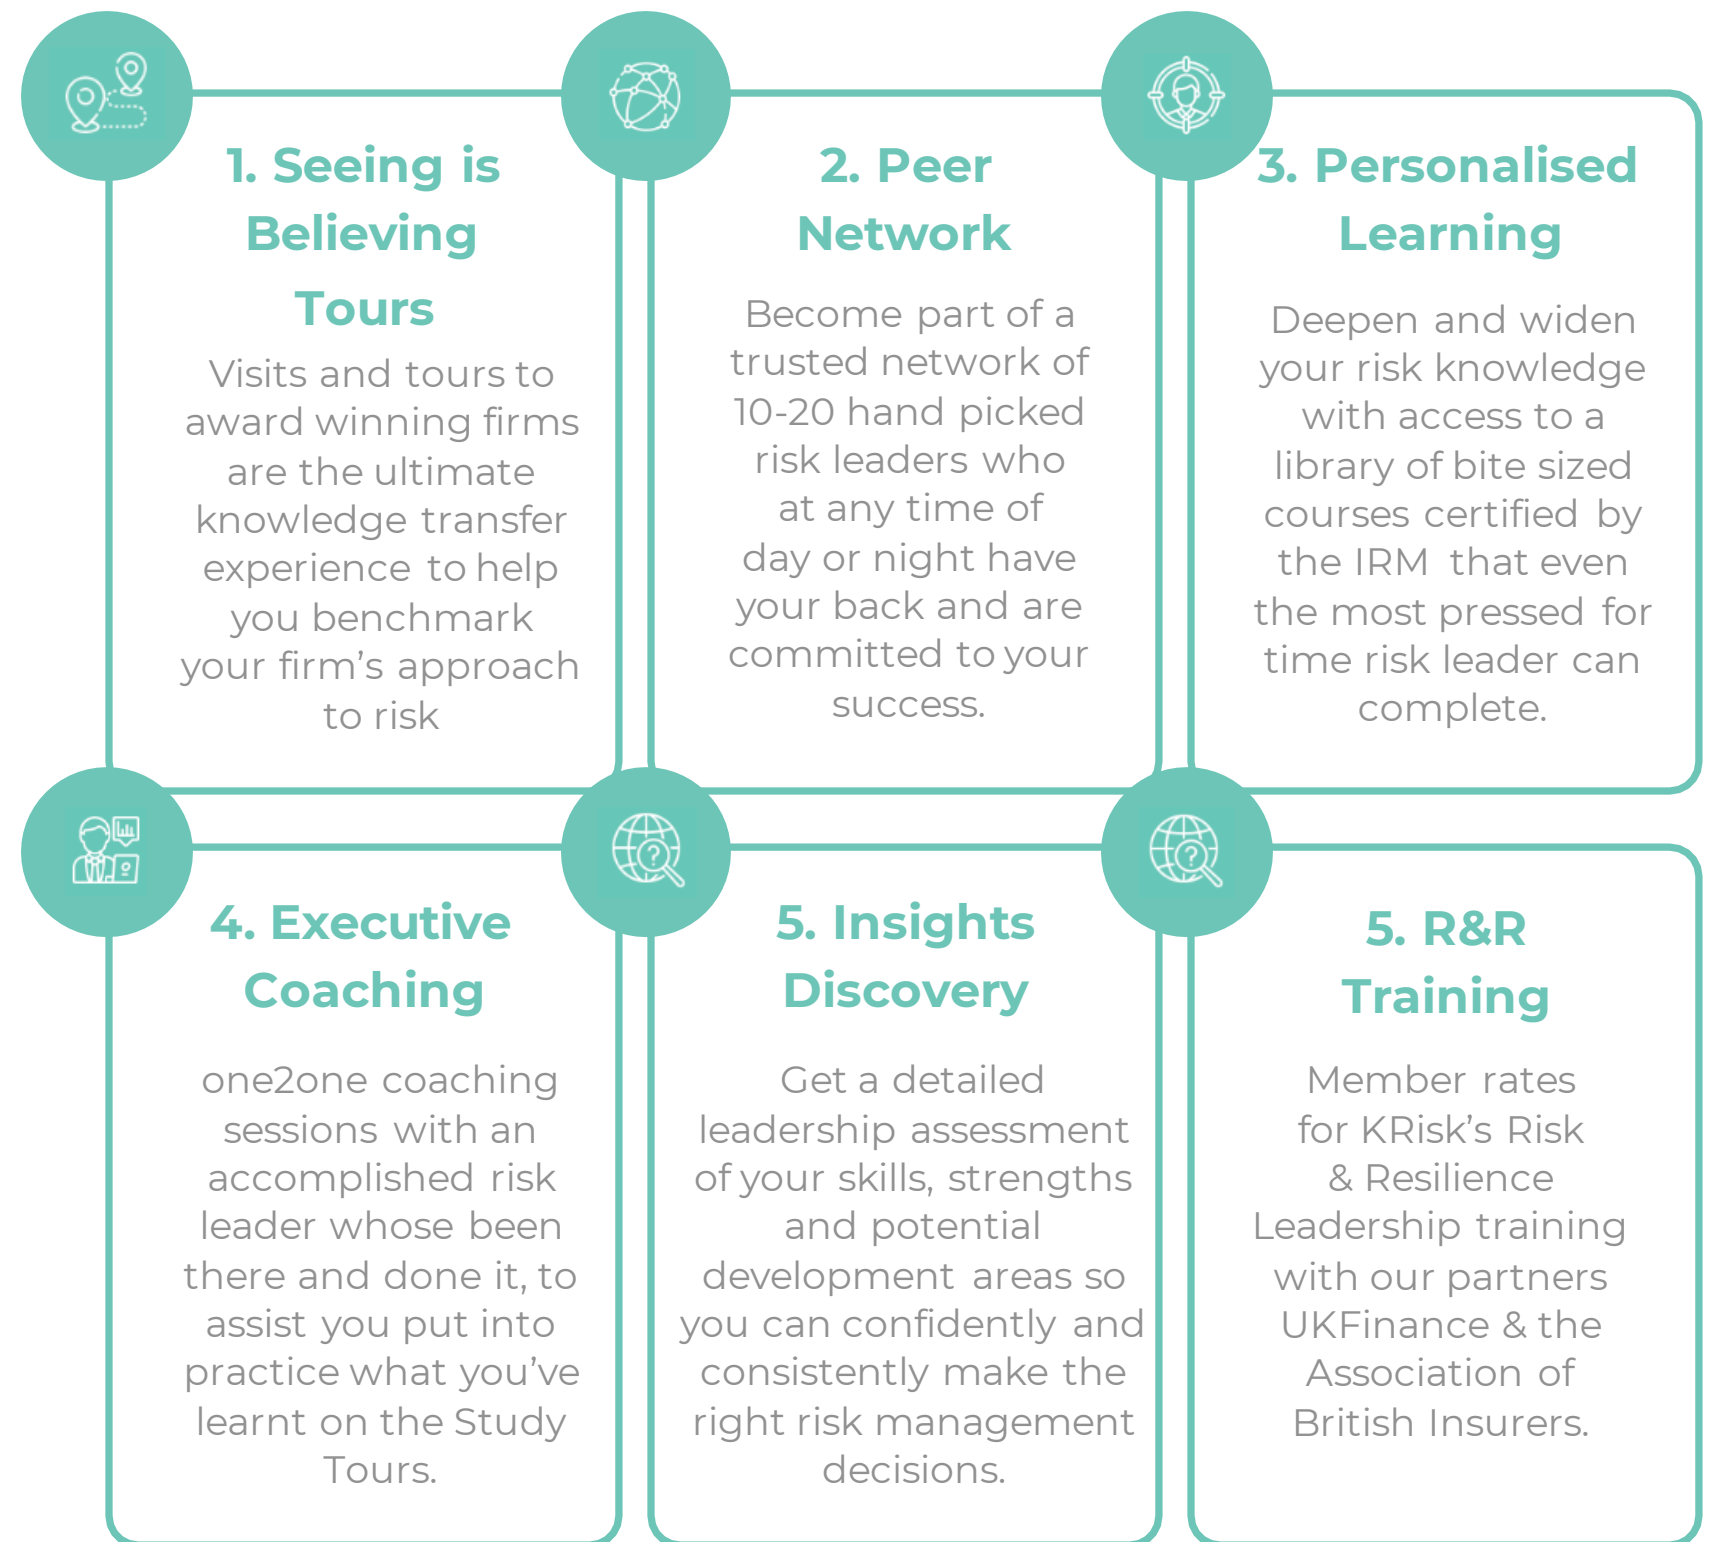 1. Seeing is
Believing
Tours
Visits and tours to
award winning firms
are the ultimate
knowledge transfer
experience to help
you benchmark
your firm’s approach
to risk
2. Peer
Network
Become part of a
trusted network of
10-20 hand picked
risk leaders who
at any time of
day or night have
your back and are
committed to your
success.
3. Personalised
Learning
Deepen and widen
your risk knowledge
with access to a
library of bite sized
courses certified by
the IRM that even
the most pressed for
time risk leader can
complete.
4. Executive
Coaching
one2one coaching
sessions with an
accomplished risk
leader whose been
there and done it, to
assist you put into
practice what you’ve
learnt on the Study
Tours.
5. Insights
Discovery
Get a detailed
leadership assessment
of your skills, strengths
and potential
development areas so
you can confidently and
consistently make the
right risk management
decisions.
5. R&R
Training
Member rates
for KRisk’s Risk
& Resilience
Leadership training
with our partners
UKFinance & the
Association of
British Insurers.